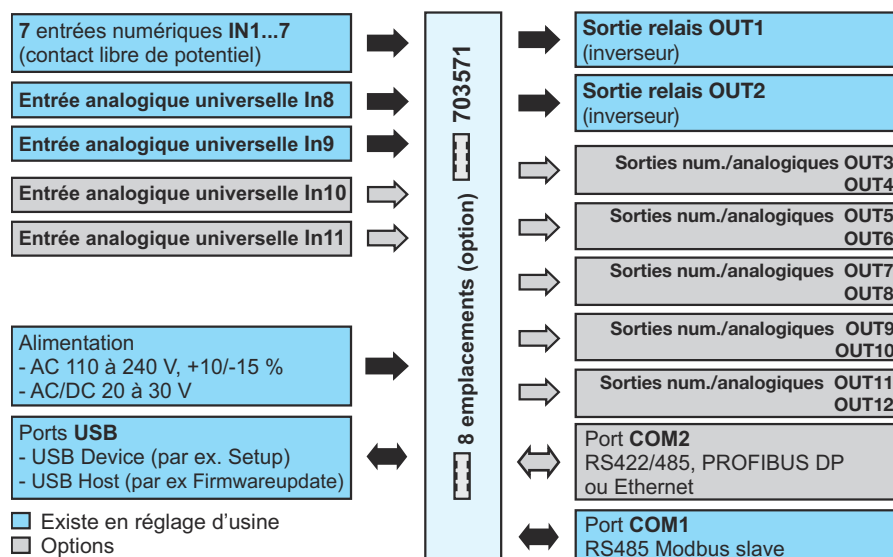 7 entrées numériques IN1...7
(contact libre de potentiel)
Entrée analogique universelle In8
Entrée analogique universelle In9
Entrée analogique universelle In10
Entrée analogique universelle In11
Alimentation
- AC 110 à 240 V, +10/-15 %
- AC/DC 20 à 30 V
Ports USB
- USB Device (par ex. Setup)
- USB Host (par ex Firmwareupdate)
Existe en réglage d'usine
Options
703571
8 emplacements (option)
Sortie relais OUT1
(inverseur)
Sortie relais OUT2
(inverseur)
Sorties num./analogiques OUT3
OUT4
Sorties num./analogiques OUT5
OUT6
Sorties num./analogiques OUT7
OUT8
Sorties num./analogiques OUT9
OUT10
Sorties num./analogiques OUT11
OUT12
Port COM2
RS422/485, PROFIBUS DP
ou Ethernet
Port COM1
RS485 Modbus slave